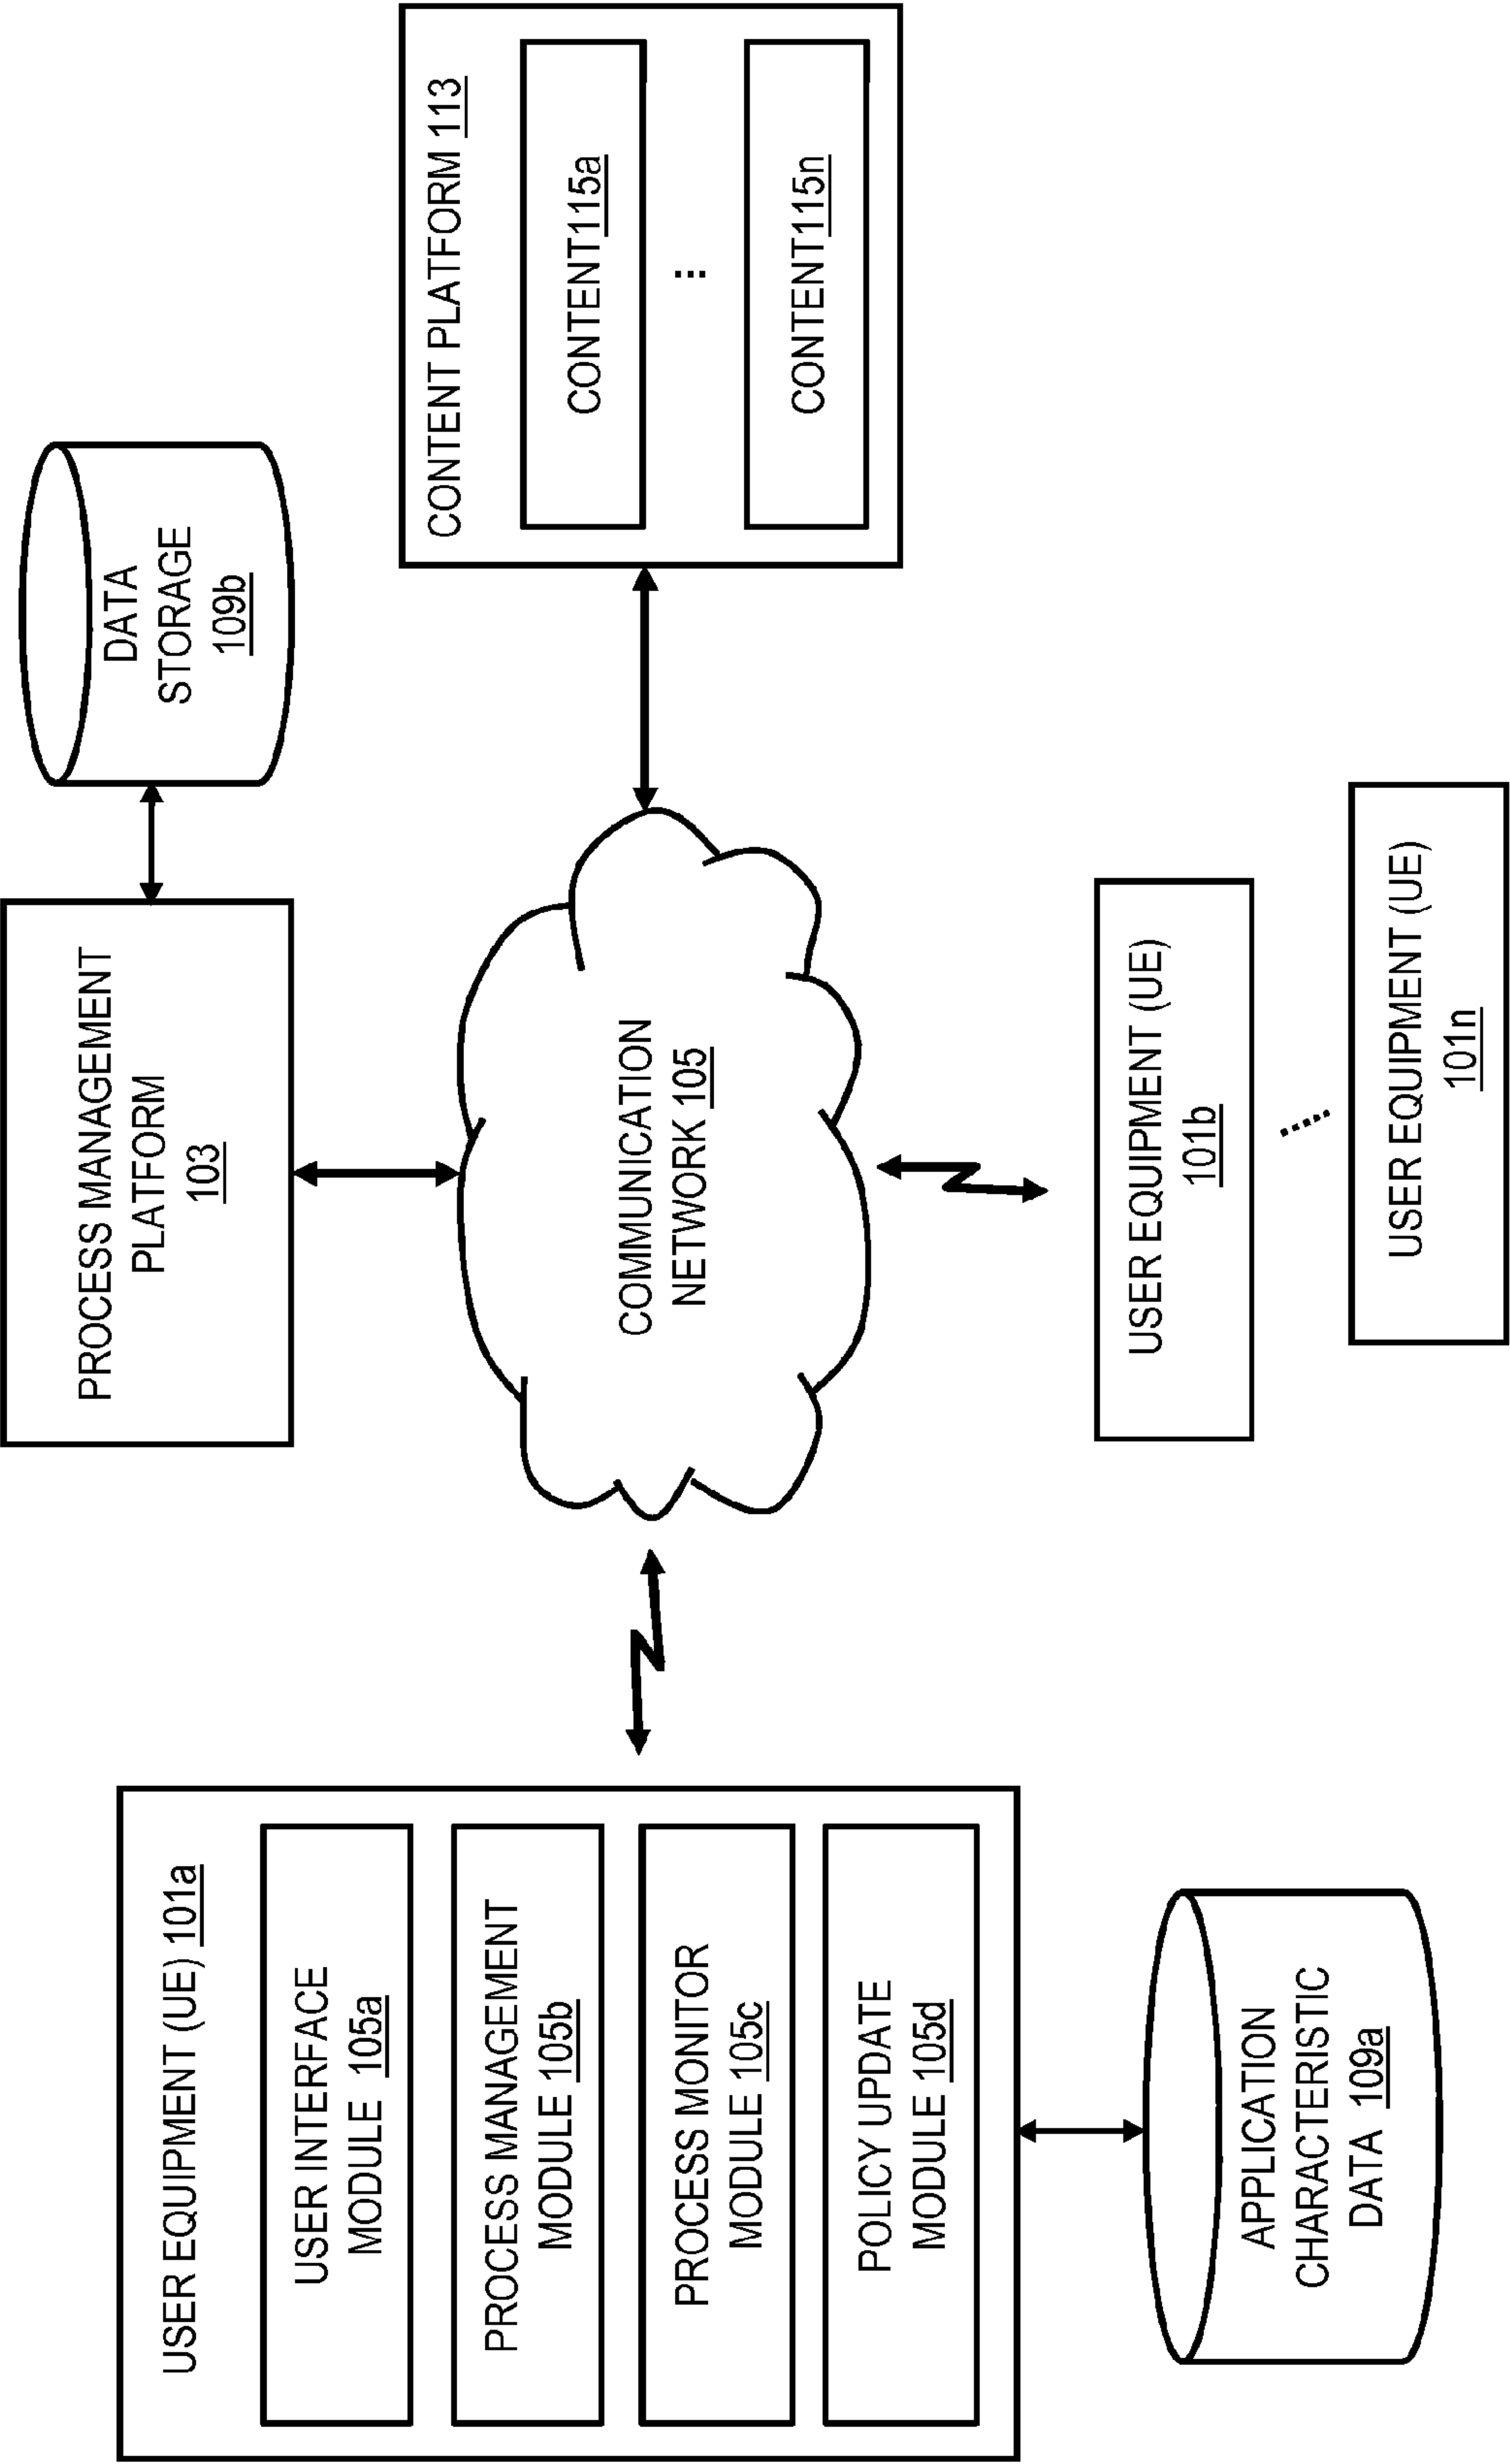 PROCESS MANAGEMENT
PLATFORM
103
DATA
STORAGE
109b
USER EQUIPMENT (UE) 101a
USER INTERFACE
MODULE 105a
PROCESS MANAGEMENT
MODULE 105b
PROCESS MONITOR
MODULE 105c
POLICY UPDATE
MODULE 105d
COMMUNICATION
NETWORK 105
CONTENT PLATFORM 113
CONTENT115a
...
CONTENT115n
APPLICATION
CHARACTERISTIC
DATA 109a
USER EQUIPMENT (UE)
101b
USER EQUIPMENT (UE)
101n